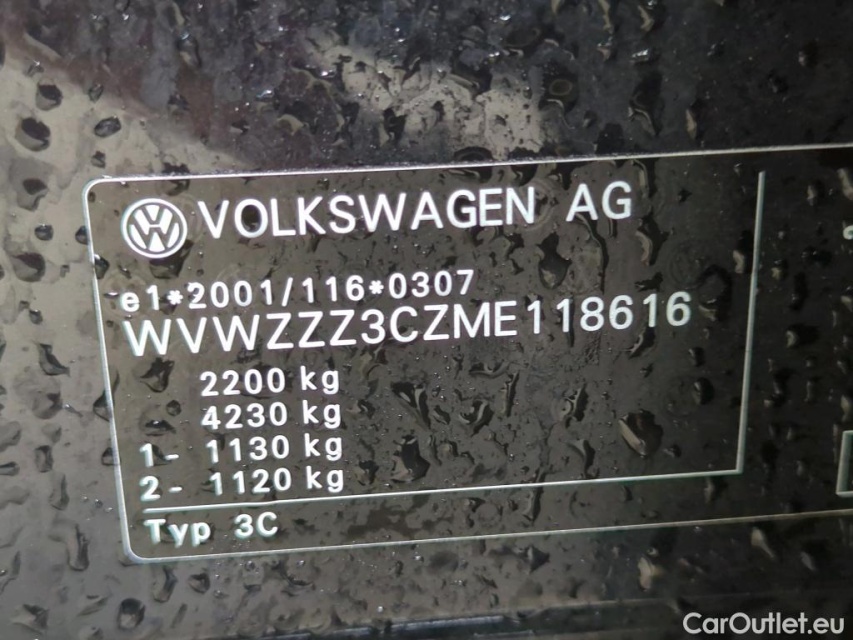 VOLKSWAGEN AG
e1*2001/116*0307
WVWZZZ3CZME118616
2200 kg
4230 kg
1- 1130 kg
2- 1120 kg
Typ 3C
CarOutlet.eu